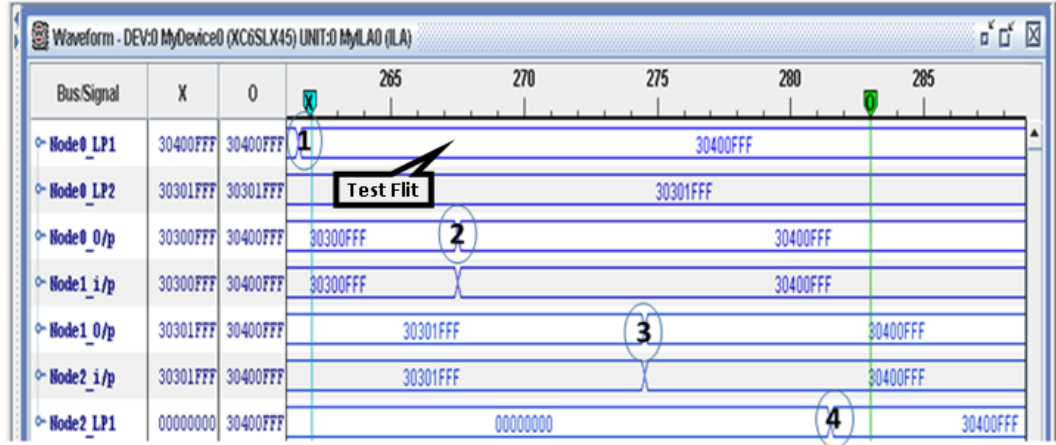 Waveform - DEV:0 MyDevice0 (XC6SLX45) UNIT:0 MyILA0 (ILA)
Bus/Signal X O 265 270 275 280 285
X O
Node0_LP1 30400FFF 30400FFF 1 30400FFF
Test Flit
Node0_LP2 30301FFF 30301FFF 30301FFF
Node0_O/p 30300FFF 30400FFF 30300FFF 2 30400FFF
Node1_i/p 30300FFF 30400FFF 30300FFF 30400FFF
Node1_O/p 30301FFF 30400FFF 30301FFF 3 30400FFF
Node2_i/p 30301FFF 30400FFF 30301FFF 30400FFF
Node2_LP1 00000000 30400FFF 00000000 4 30400FFF